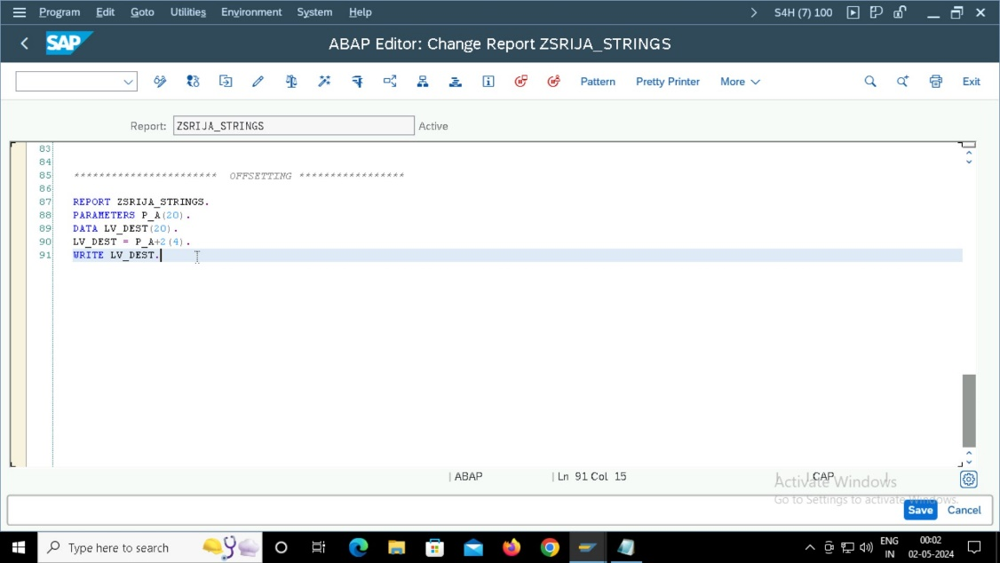 Program Edit Goto Utilities Environment System Help S4H (7) 100
SAP ABAP Editor: Change Report ZSRIJA_STRINGS
Pattern Pretty Printer More Exit
Report: ZSRIJA_STRINGS Active
83
84
85 *********************** OFFSETTING *****************
86
87 REPORT ZSRIJA_STRINGS.
88 PARAMETERS P_A(20).
89 DATA LV_DEST(20).
90 LV_DEST = P_A+2(4).
91 WRITE LV_DEST.
ABAP Ln 91 Col 15 CAP
Activate Windows
Go to Settings to activate Windows.
Save Cancel
Type here to search ENG 00:02
IN 02-05-2024